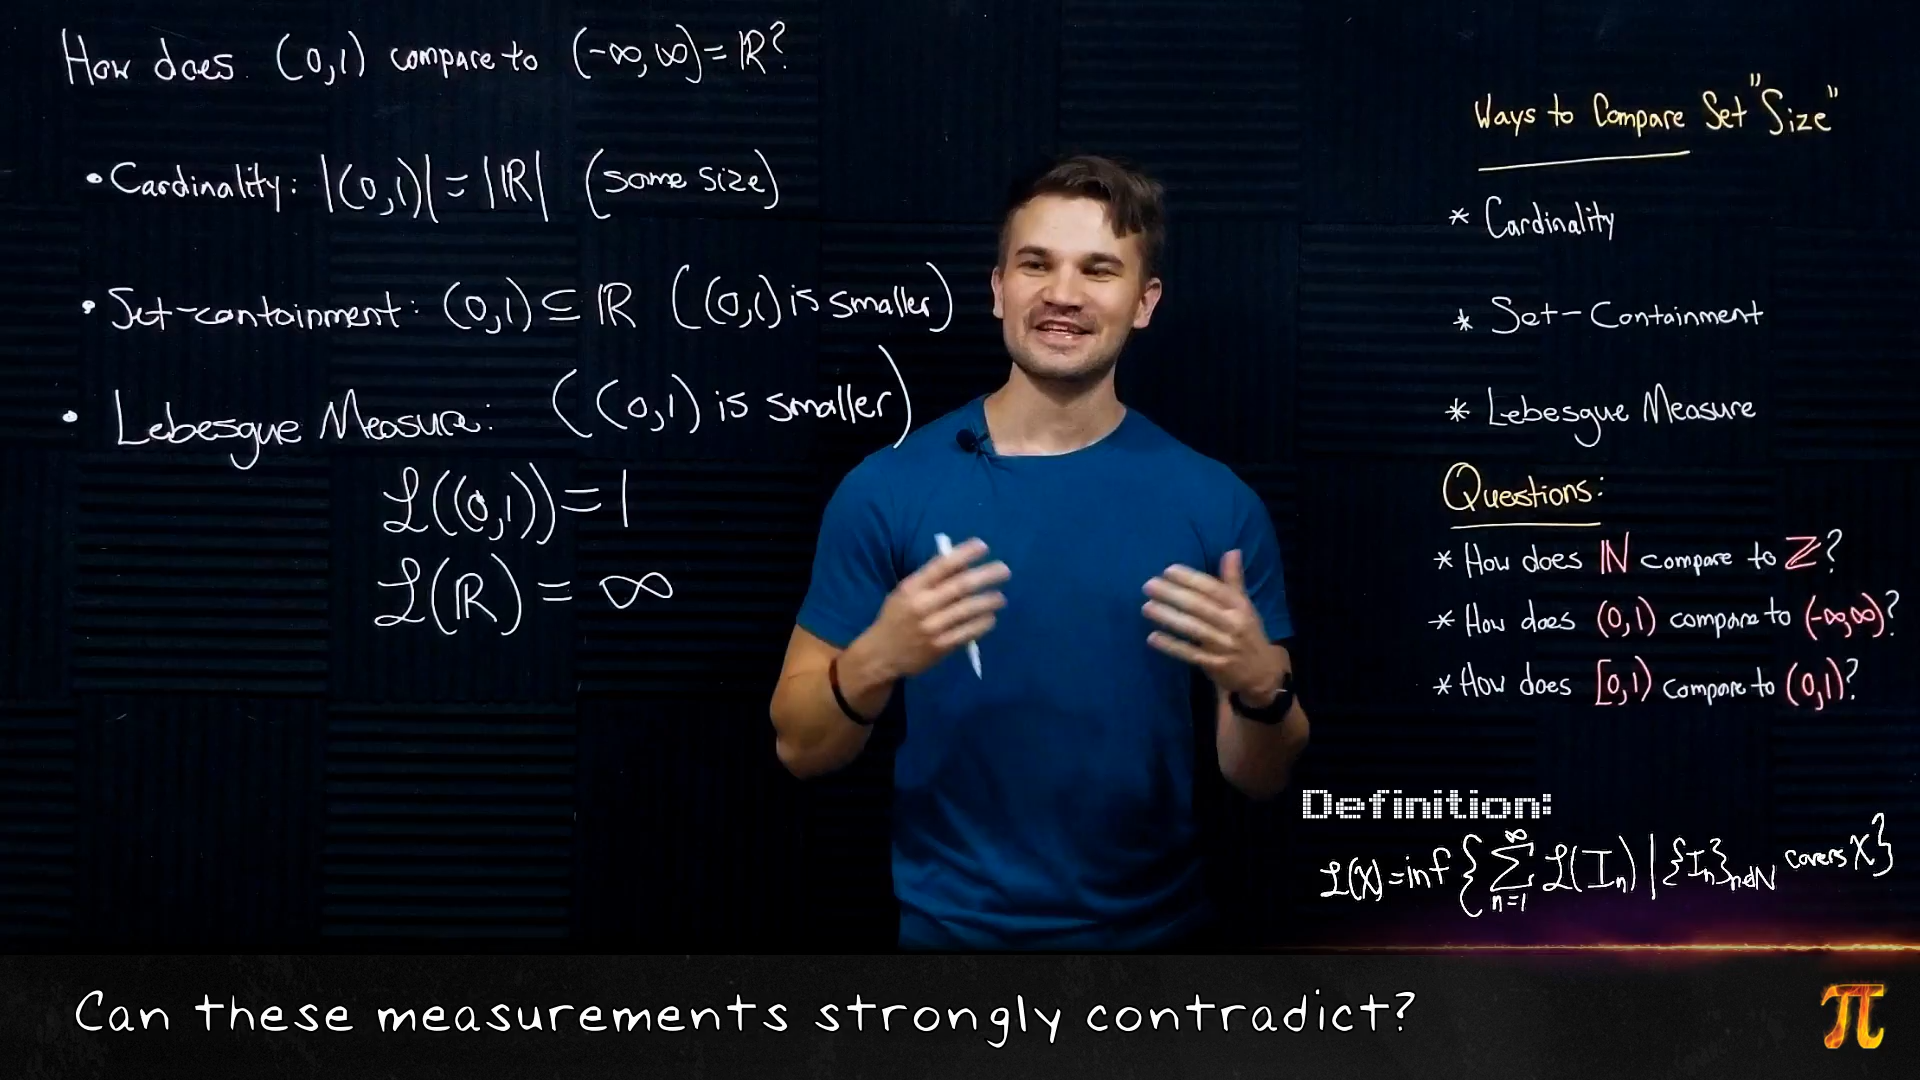 How does (0,1) compare to (-∞,∞)=ℝ?
• Cardinality: |(0,1)|=|ℝ| (same size)
• Set-containment: (0,1)⊆ℝ ((0,1) is smaller)
• Lebesgue Measure: ((0,1) is smaller)
ℒ((0,1))=1
ℒ(ℝ)=∞
Ways to Compare Set "Size"
* Cardinality
* Set-Containment
* Lebesgue Measure
Questions:
* How does ℕ compare to ℤ?
* How does (0,1) compare to (-∞,∞)?
* How does [0,1) compare to (0,1)?
Definition:
ℒ(X)=inf{∑_{n=1}^{∞} ℒ(Iₙ) | {Iₙ}_{n∈ℕ} covers X}
Can these measurements strongly contradict?
π